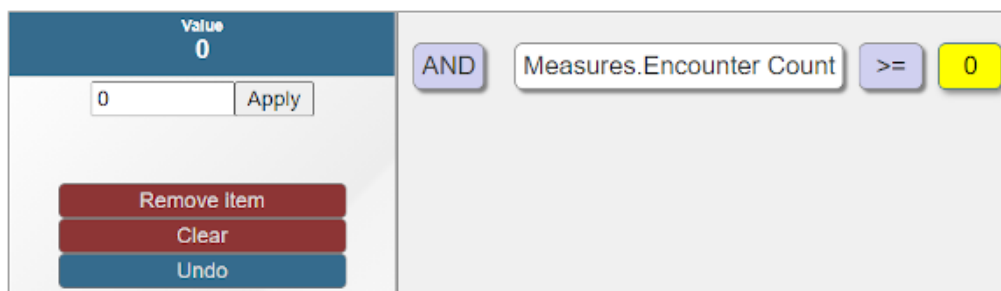 Value
0
0 Apply
Remove Item
Clear
Undo
AND Measures.Encounter Count >= 0